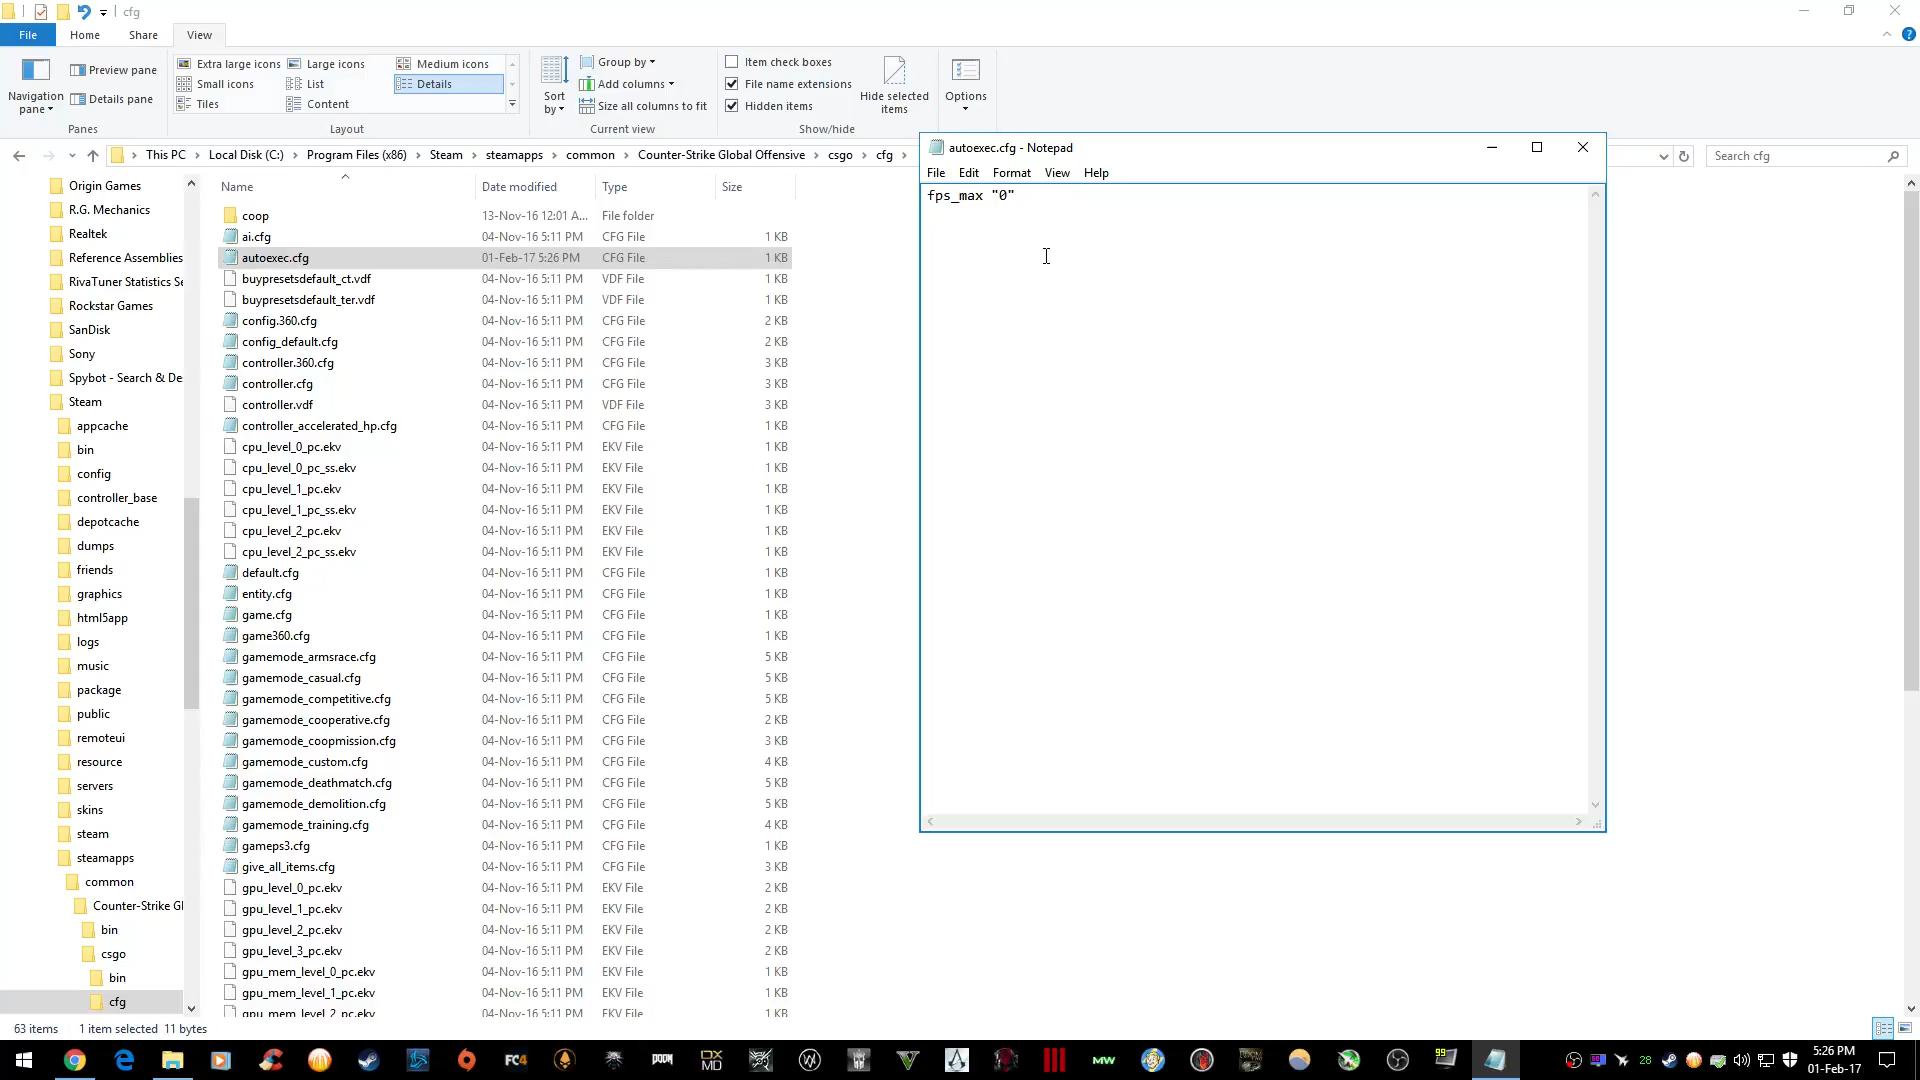 cfg
File
Home
Share
View
Navigation pane
Preview pane
Details pane
Panes
Extra large icons
Large icons
Medium icons
Small icons
List
Details
Tiles
Content
Layout
Sort by
Group by
Add columns
Size all columns to fit
Current view
Item check boxes
File name extensions
Hidden items
Hide selected items
Show/hide
Options
This PC
Local Disk (C:)
Program Files (x86)
Steam
steamapps
common
Counter-Strike Global Offensive
csgo
cfg
Search cfg
autoexec.cfg - Notepad
File Edit Format View Help
fps_max "0"
Origin Games
R.G. Mechanics
Realtek
Reference Assemblies
RivaTuner Statistics Se
Rockstar Games
SanDisk
Sony
Spybot - Search & De
Steam
appcache
bin
config
controller_base
depotcache
dumps
friends
graphics
html5app
logs
music
package
public
remoteui
resource
servers
skins
steam
steamapps
common
Counter-Strike Gl
bin
csgo
bin
cfg
Name Date modified Type Size
coop 13-Nov-16 12:01 A... File folder
ai.cfg 04-Nov-16 5:11 PM CFG File 1 KB
autoexec.cfg 01-Feb-17 5:26 PM CFG File 1 KB
buypresetsdefault_ct.vdf 04-Nov-16 5:11 PM VDF File 1 KB
buypresetsdefault_ter.vdf 04-Nov-16 5:11 PM VDF File 1 KB
config.360.cfg 04-Nov-16 5:11 PM CFG File 2 KB
config_default.cfg 04-Nov-16 5:11 PM CFG File 2 KB
controller.360.cfg 04-Nov-16 5:11 PM CFG File 3 KB
controller.cfg 04-Nov-16 5:11 PM CFG File 3 KB
controller.vdf 04-Nov-16 5:11 PM VDF File 3 KB
controller_accelerated_hp.cfg 04-Nov-16 5:11 PM CFG File 1 KB
cpu_level_0_pc.ekv 04-Nov-16 5:11 PM EKV File 1 KB
cpu_level_0_pc_ss.ekv 04-Nov-16 5:11 PM EKV File 1 KB
cpu_level_1_pc.ekv 04-Nov-16 5:11 PM EKV File 1 KB
cpu_level_1_pc_ss.ekv 04-Nov-16 5:11 PM EKV File 1 KB
cpu_level_2_pc.ekv 04-Nov-16 5:11 PM EKV File 1 KB
cpu_level_2_pc_ss.ekv 04-Nov-16 5:11 PM EKV File 1 KB
default.cfg 04-Nov-16 5:11 PM CFG File 1 KB
entity.cfg 04-Nov-16 5:11 PM CFG File 1 KB
game.cfg 04-Nov-16 5:11 PM CFG File 1 KB
game360.cfg 04-Nov-16 5:11 PM CFG File 1 KB
gamemode_armsrace.cfg 04-Nov-16 5:11 PM CFG File 5 KB
gamemode_casual.cfg 04-Nov-16 5:11 PM CFG File 5 KB
gamemode_competitive.cfg 04-Nov-16 5:11 PM CFG File 5 KB
gamemode_cooperative.cfg 04-Nov-16 5:11 PM CFG File 2 KB
gamemode_coopmission.cfg 04-Nov-16 5:11 PM CFG File 3 KB
gamemode_custom.cfg 04-Nov-16 5:11 PM CFG File 4 KB
gamemode_deathmatch.cfg 04-Nov-16 5:11 PM CFG File 5 KB
gamemode_demolition.cfg 04-Nov-16 5:11 PM CFG File 5 KB
gamemode_training.cfg 04-Nov-16 5:11 PM CFG File 4 KB
gameps3.cfg 04-Nov-16 5:11 PM CFG File 1 KB
give_all_items.cfg 04-Nov-16 5:11 PM CFG File 3 KB
gpu_level_0_pc.ekv 04-Nov-16 5:11 PM EKV File 2 KB
gpu_level_1_pc.ekv 04-Nov-16 5:11 PM EKV File 2 KB
gpu_level_2_pc.ekv 04-Nov-16 5:11 PM EKV File 2 KB
gpu_level_3_pc.ekv 04-Nov-16 5:11 PM EKV File 2 KB
gpu_mem_level_0_pc.ekv 04-Nov-16 5:11 PM EKV File 1 KB
gpu_mem_level_1_pc.ekv 04-Nov-16 5:11 PM EKV File 1 KB
gpu_mem_level_2_pc.ekv 04-Nov-16 5:11 PM EKV File 1 KB
63 items 1 item selected 11 bytes
FC4
DOOM
DX MD
MW
99
28
5:26 PM
01-Feb-17